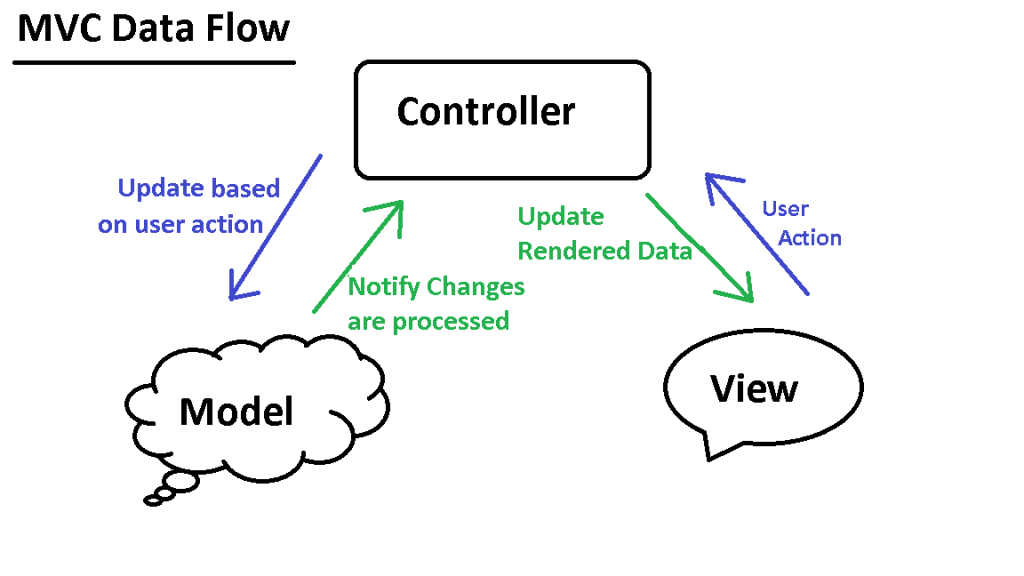 MVC Data Flow
Controller
Update based
on user action
Notify Changes
are processed
Update
Rendered Data
User
Action
Model
View